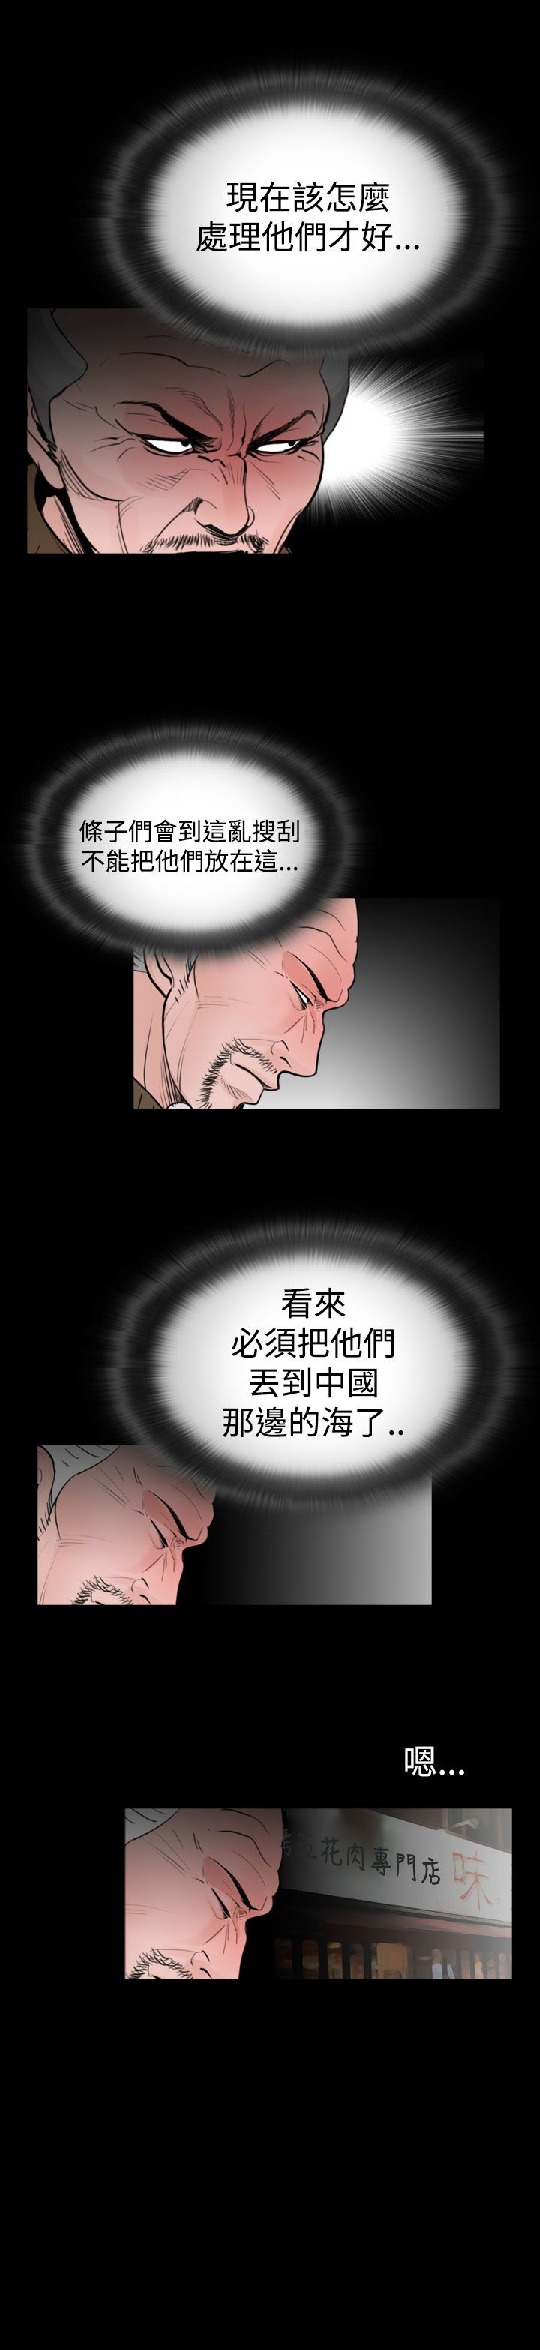 現在該怎麼
處理他們才好...
條子們會到這亂搜刮
不能把他們放在這...
看來
必須把他們
丟到中國
那邊的海了..
嗯...
花肉專門店
味